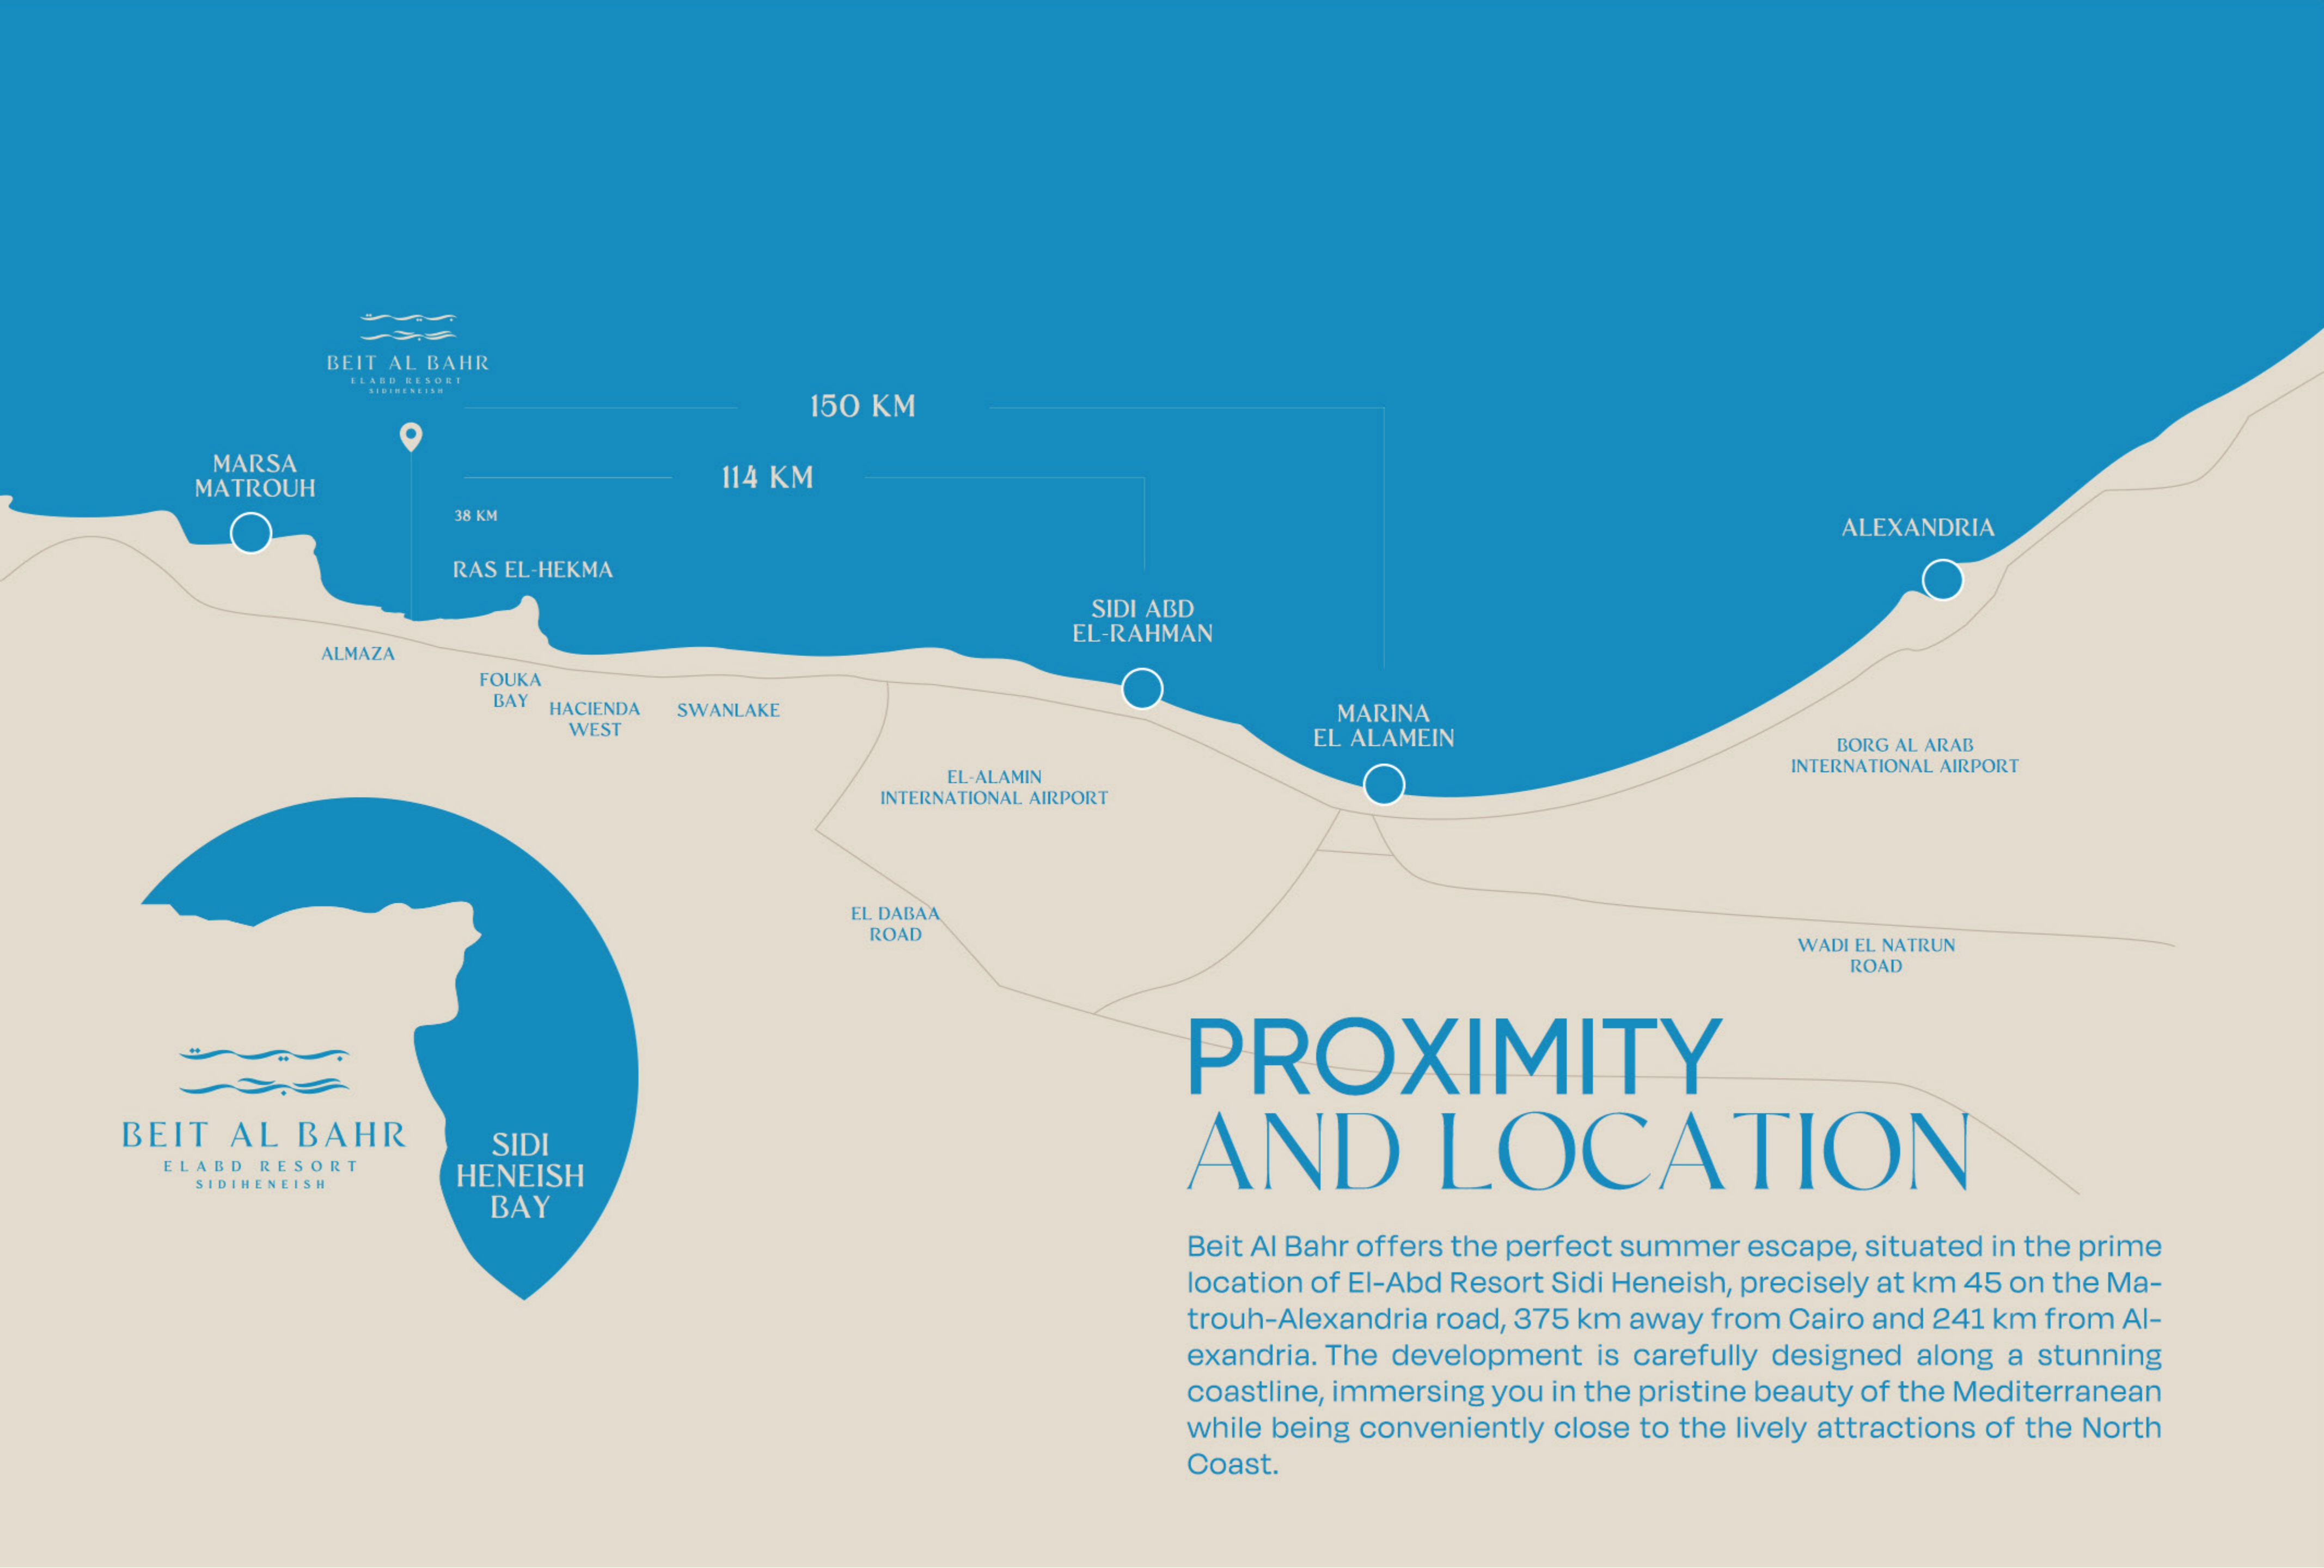 BEIT AL BAHR
ELABD RESORT
SIDIHENEISH
150 KM
MARSA
MATROUH
114 KM
38 KM
RAS EL-HEKMA
ALEXANDRIA
SIDI ABD
EL-RAHMAN
ALMAZA
FOUKA
BAY
HACIENDA
WEST
SWANLAKE
MARINA
EL ALAMEIN
BORG AL ARAB
INTERNATIONAL AIRPORT
EL-ALAMIN
INTERNATIONAL AIRPORT
EL DABAA
ROAD
WADI EL NATRUN
ROAD
BEIT AL BAHR
ELABD RESORT
SIDIHENEISH
SIDI
HENEISH
BAY
PROXIMITY
AND LOCATION
Beit Al Bahr offers the perfect summer escape, situated in the prime
location of El-Abd Resort Sidi Heneish, precisely at km 45 on the Ma-
trouh-Alexandria road, 375 km away from Cairo and 241 km from Al-
exandria. The development is carefully designed along a stunning
coastline, immersing you in the pristine beauty of the Mediterranean
while being conveniently close to the lively attractions of the North
Coast.